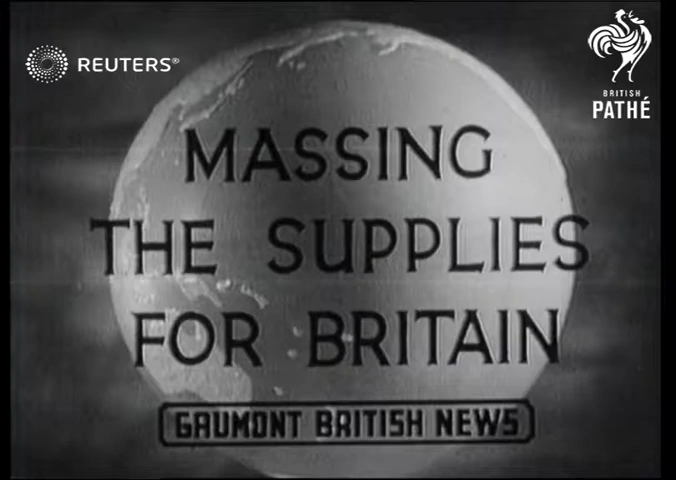 REUTERS®
BRITISH
PATHÉ
MASSING
THE SUPPLIES
FOR BRITAIN
GAUMONT BRITISH NEWS